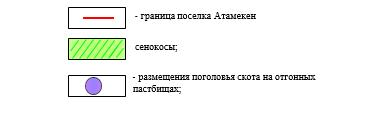 - граница поселка Атамекен
сенокосы;
- размещения поголовья скота на отгонных
пастбищах;